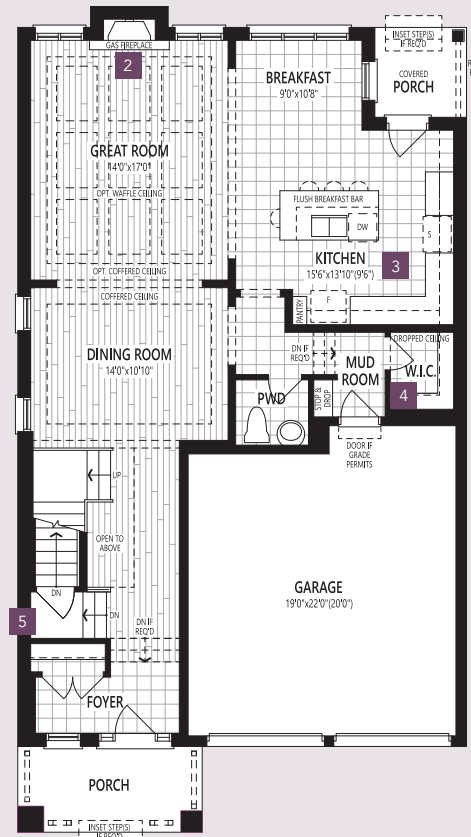 INSET STEP(S)
IF REQ'D
GAS FIREPLACE
2
BREAKFAST
9'0"x10'8"
COVERED
PORCH
GREAT ROOM
14'0"x17'0"
OPT. WAFFLE CEILING
FLUSH BREAKFAST BAR
DW
S
KITCHEN
15'6"x13'10"(9'6")
3
OPT. COFFERED CEILING
COFFERED CEILING
PANTRY
F
DINING ROOM
14'0"x10'10"
DN IF
REQ'D
MUD
ROOM
DROPPED CEILING
W.I.C.
4
PWD
STOP &
DROP
DOOR IF
GRADE
PERMITS
UP
OPEN TO
ABOVE
DN
5
DN
DN IF
REQ'D
GARAGE
19'0"x22'0"(20'0")
FOYER
PORCH
INSET STEP(S)
IF REQ'D